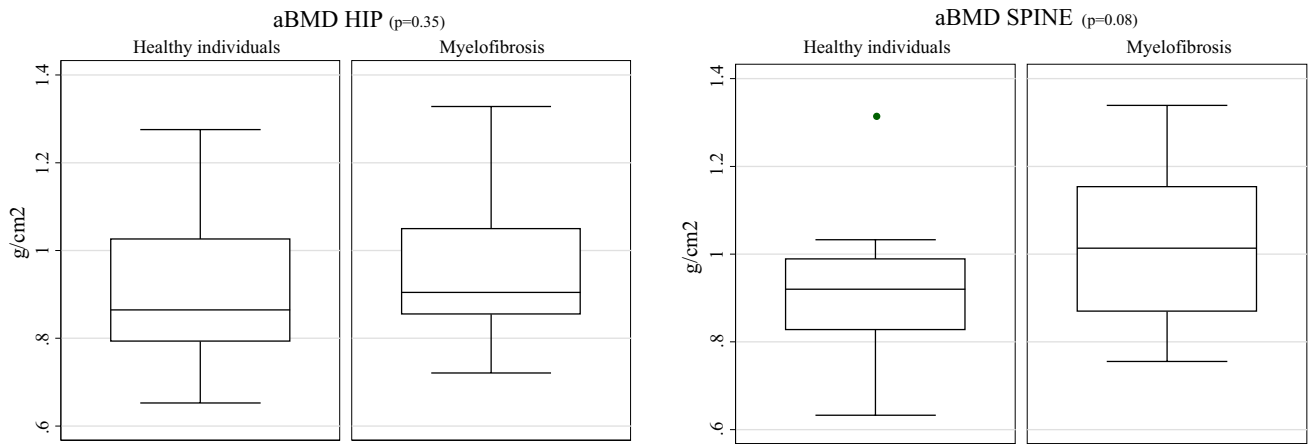 aBMD HIP (p=0.35)
Healthy individuals
Myelofibrosis
g/cm2
1.4
1.2
1
.8
.6
aBMD SPINE (p=0.08)
Healthy individuals
Myelofibrosis
g/cm2
1.4
1.2
1
.8
.6